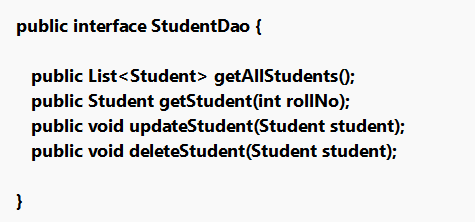 public interface StudentDao {
public List<Student> getAllStudents();
public Student getStudent(int rollNo);
public void updateStudent(Student student);
public void deleteStudent(Student student);
}